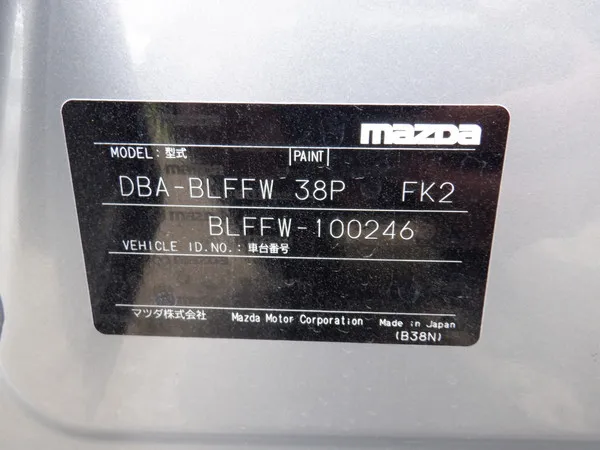 mazda
MODEL: 型式 PAINT
DBA-BLFFW 38P FK2
BLFFW-100246
VEHICLE ID.NO.: 車台番号
マツダ株式会社 Mazda Motor Corporation Made in Japan
(B38N)